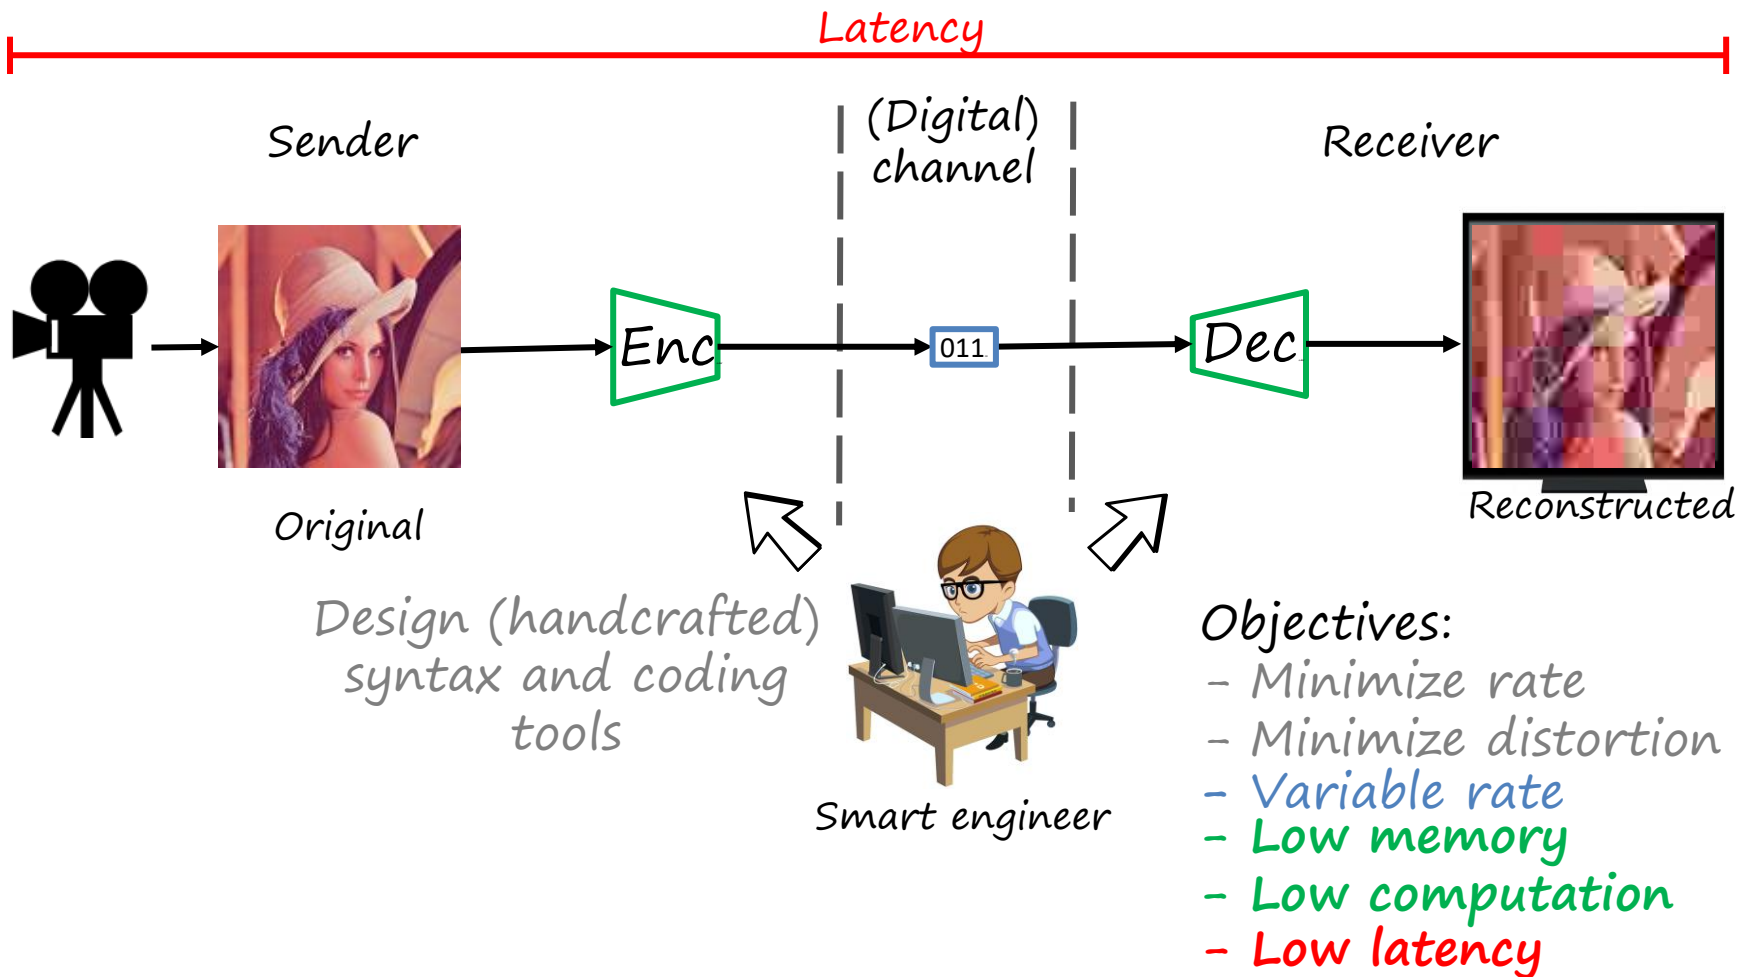 Latency
Sender
(Digital)
channel
Receiver
Enc
011
Dec
Original
Reconstructed
Design (handcrafted)
syntax and coding
tools
Smart engineer
Objectives:
- Minimize rate
- Minimize distortion
- Variable rate
- Low memory
- Low computation
- Low latency